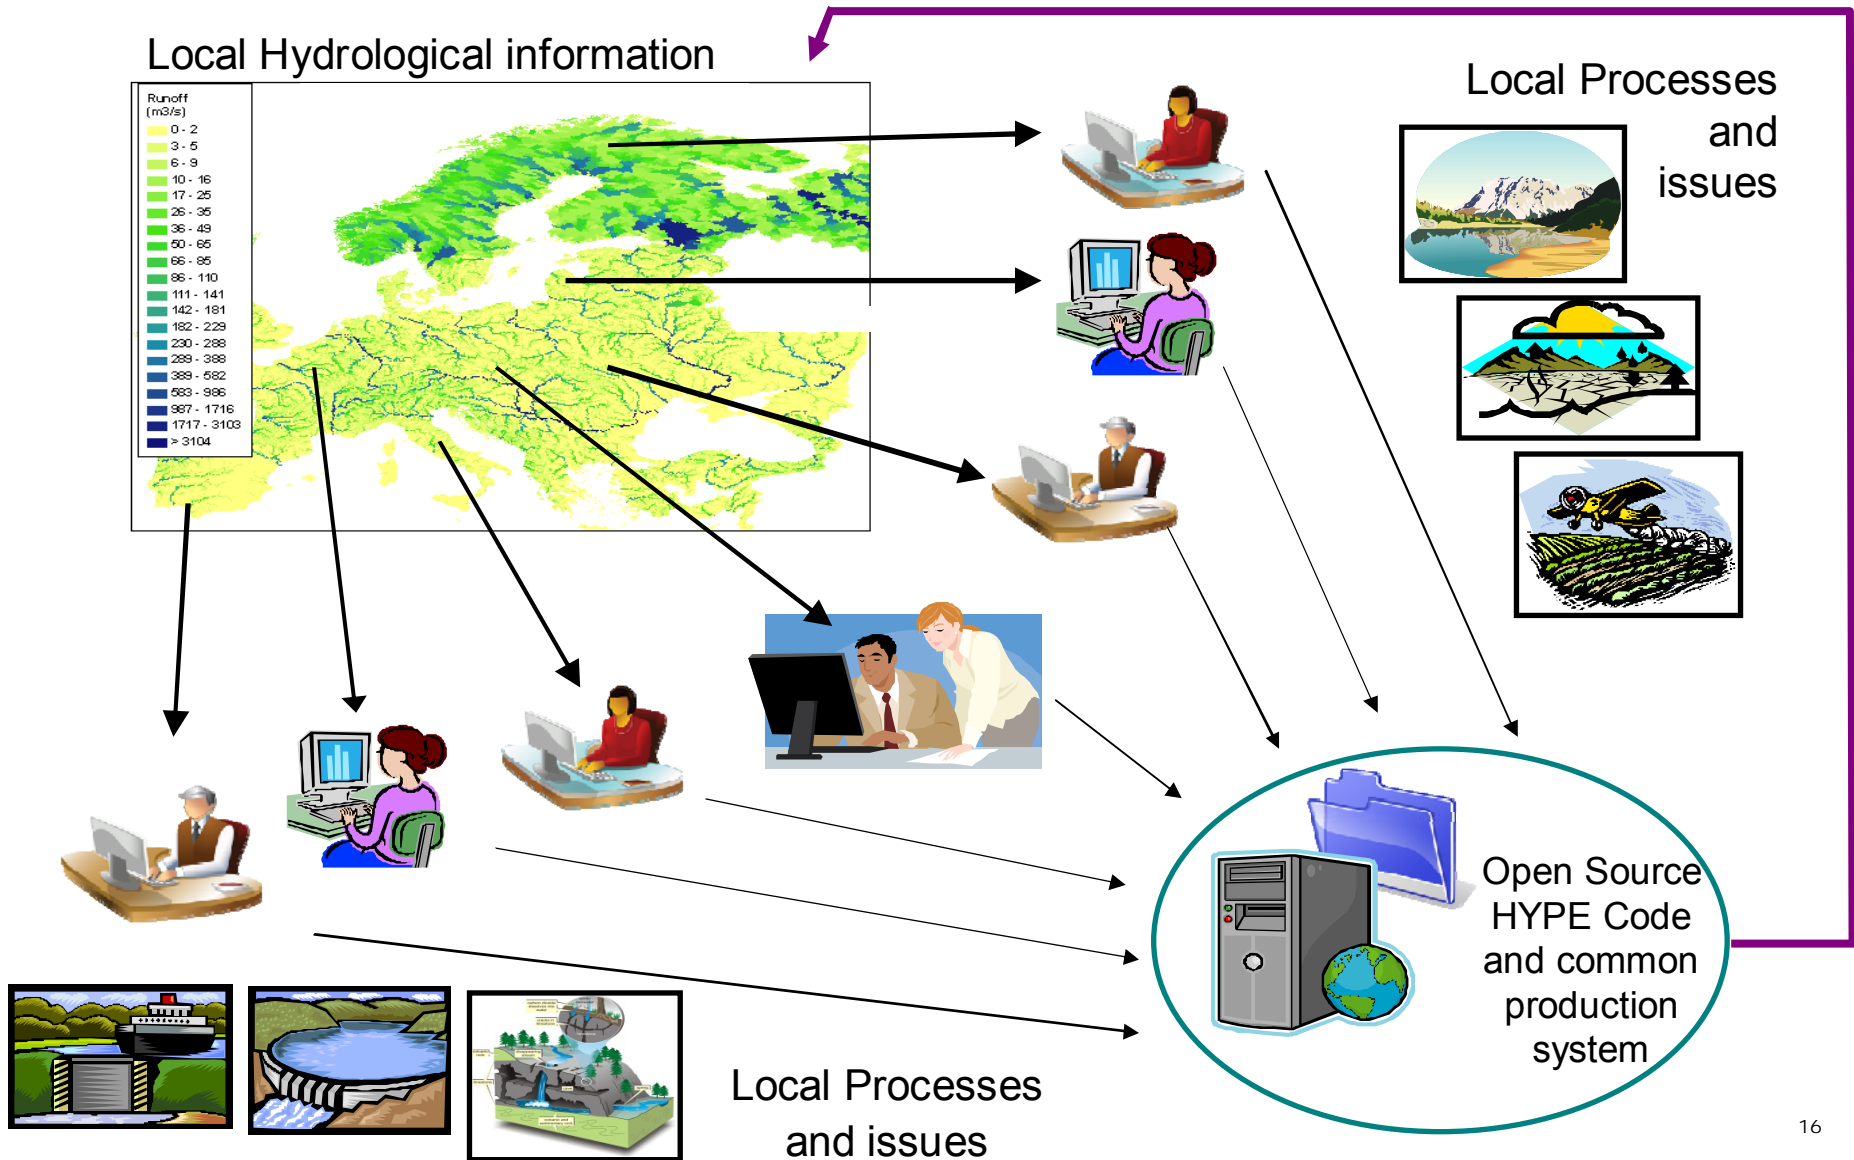 Local Hydrological information
Runoff
(m3/s)
0 - 2
3 - 5
6 - 9
10 - 16
17 - 25
26 - 35
36 - 49
50 - 65
66 - 85
86 - 110
111 - 141
142 - 181
182 - 229
230 - 288
289 - 388
389 - 582
583 - 986
987 - 1716
1717 - 3103
> 3104
Local Processes
and
issues
Open Source
HYPE Code
and common
production
system
Local Processes
and issues
16